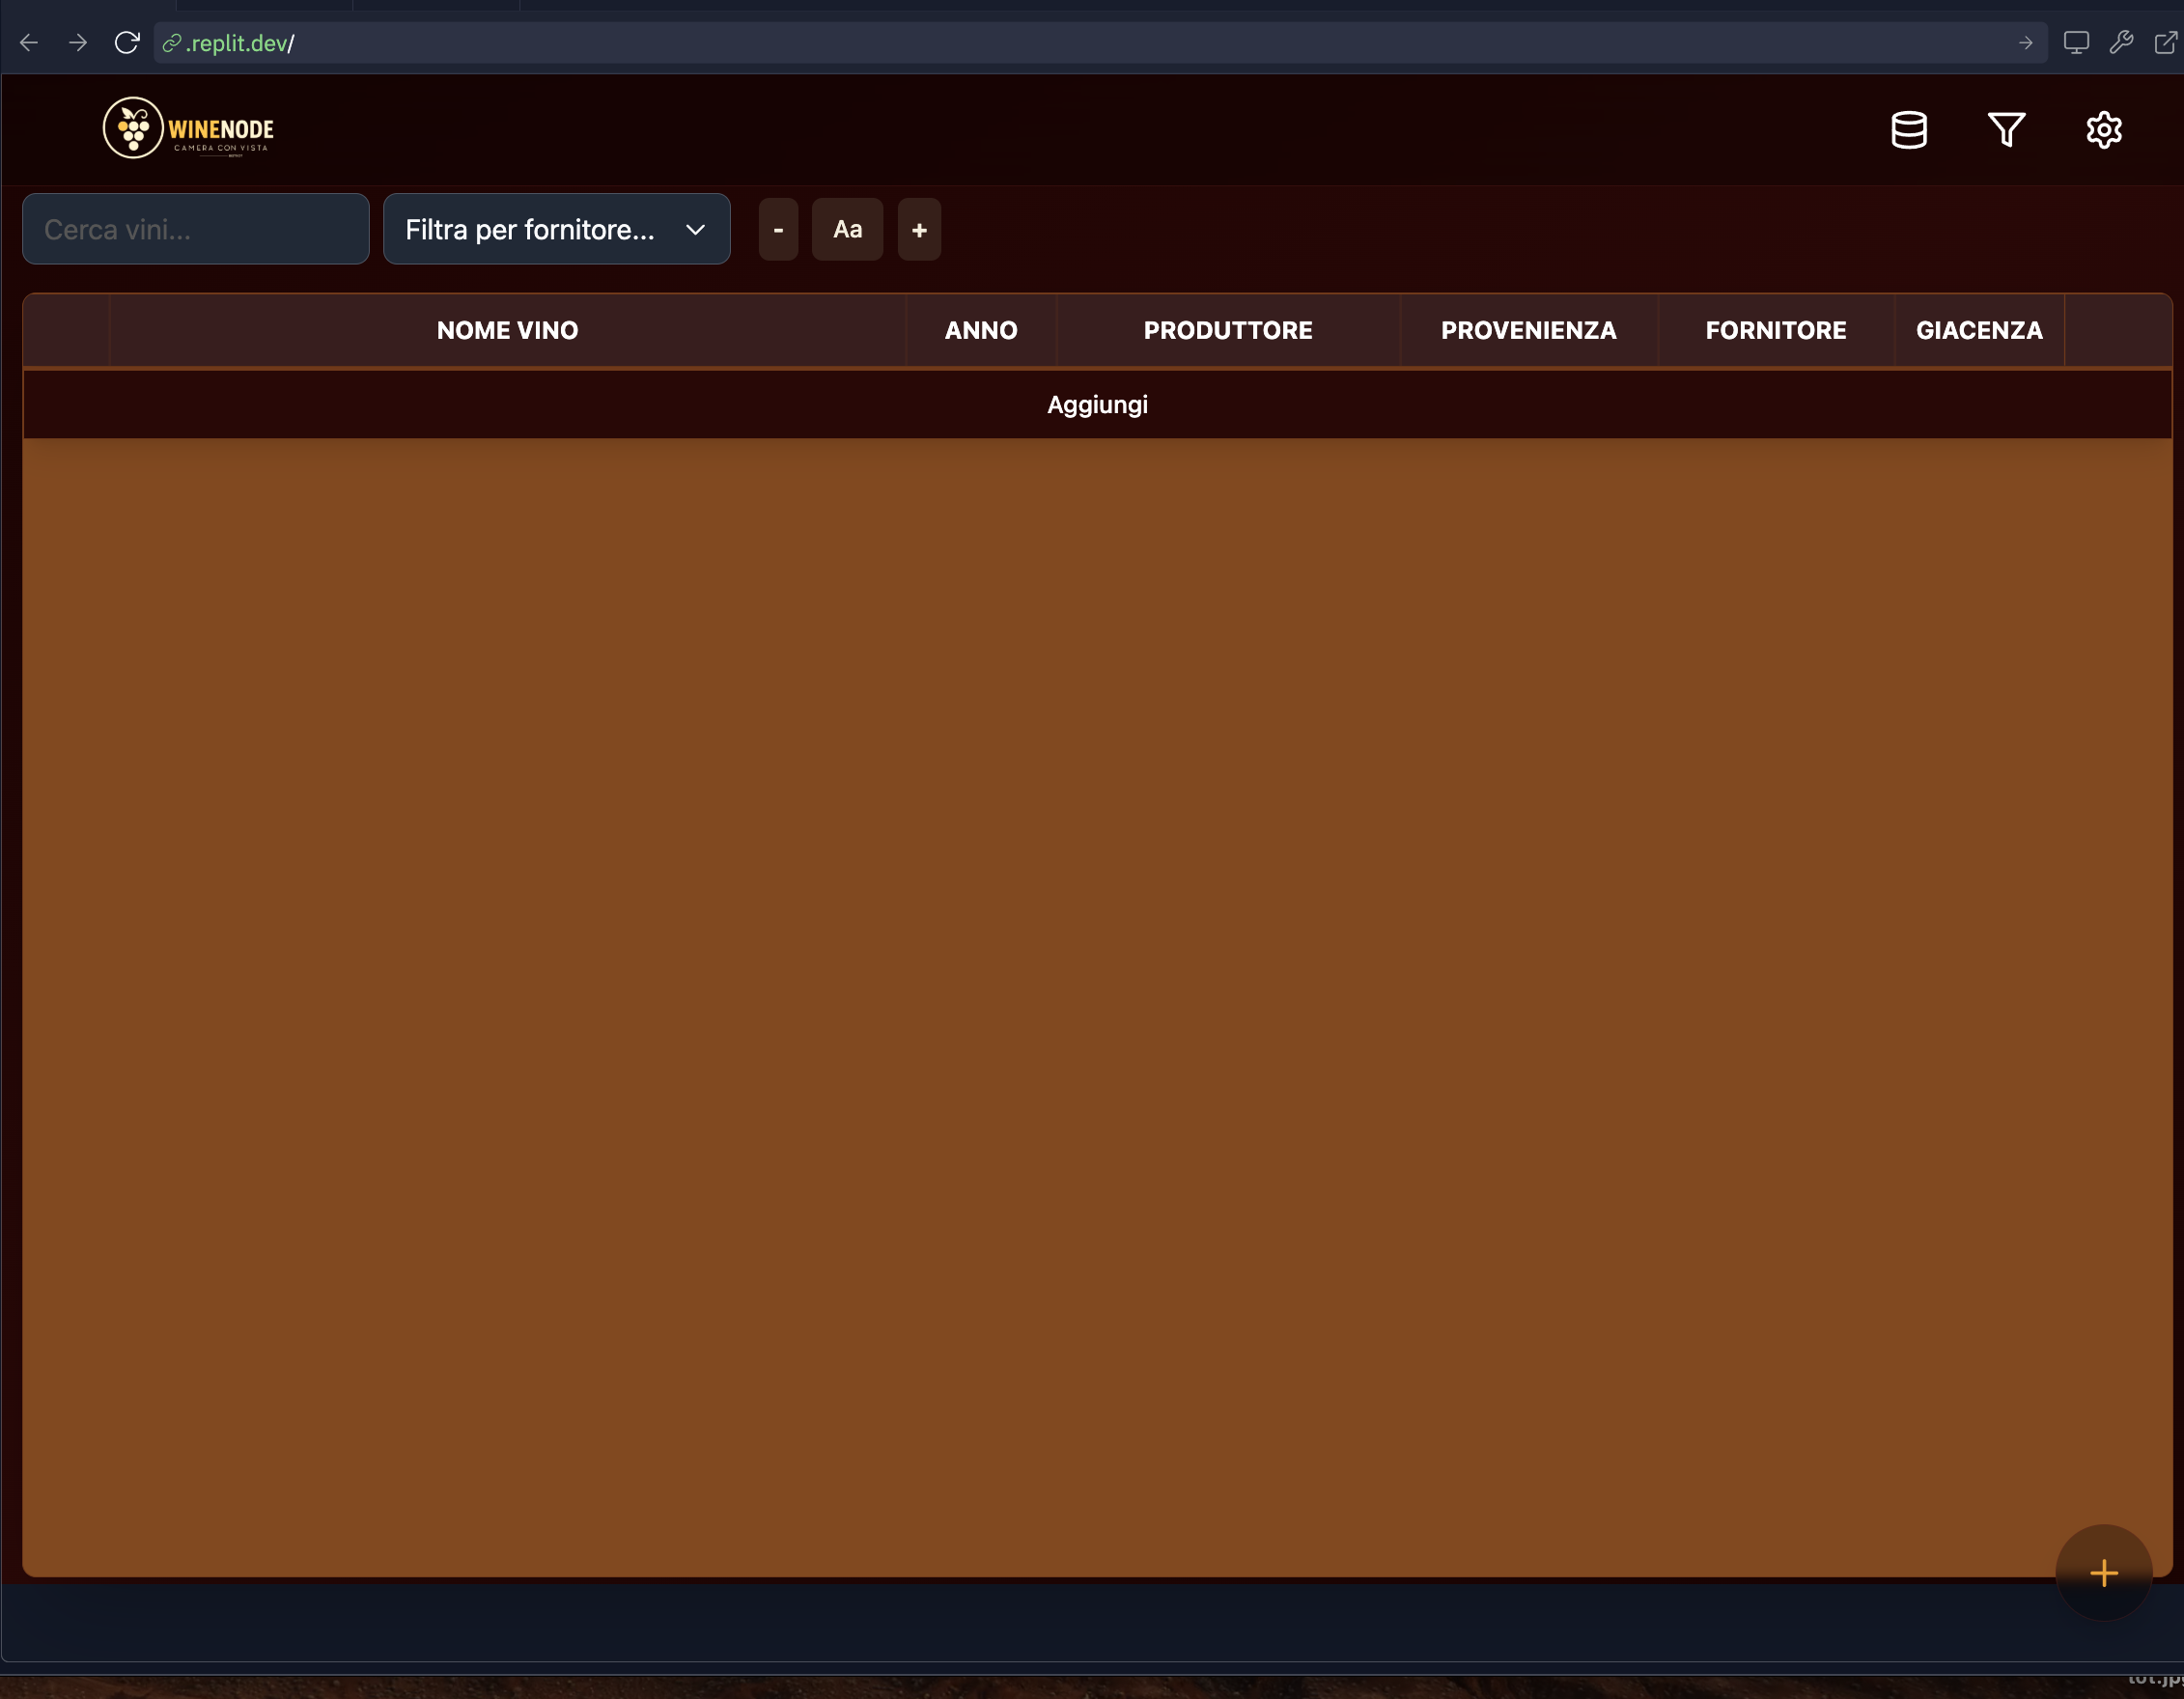 .replit.dev/
WINENODE
CAMERA CON VISTA
Cerca vini...
Filtra per fornitore...
-
Aa
+
NOME VINO
ANNO
PRODUTTORE
PROVENIENZA
FORNITORE
GIACENZA
Aggiungi
+